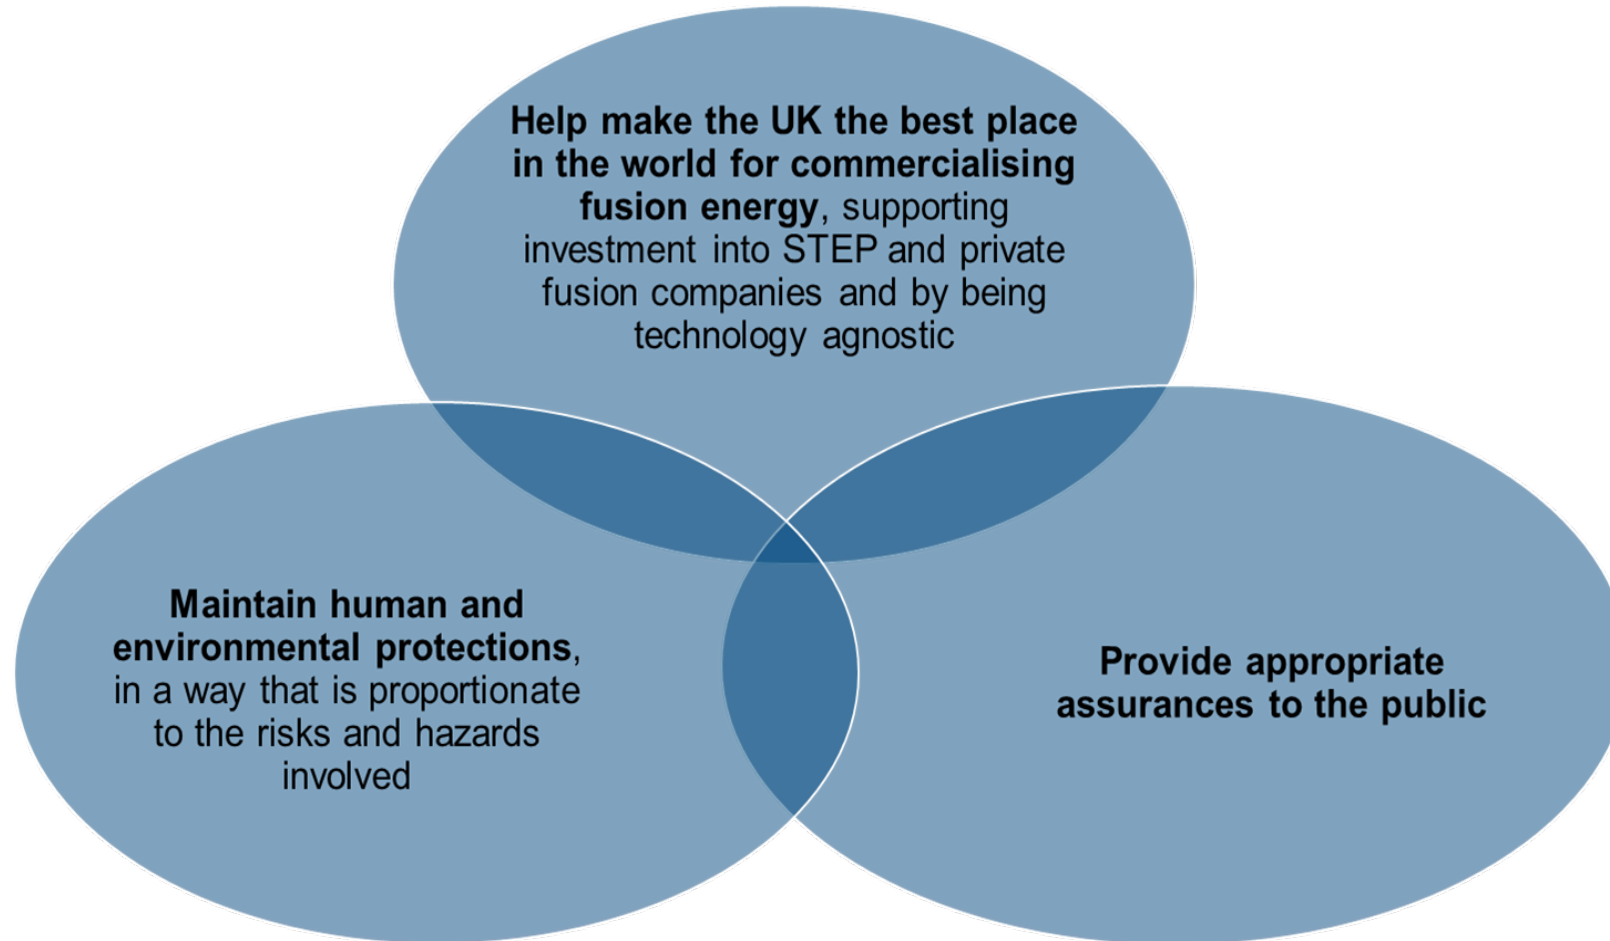 Help make the UK the best place
in the world for commercialising
fusion energy, supporting
investment into STEP and private
fusion companies and by being
technology agnostic
Maintain human and
environmental protections,
in a way that is proportionate
to the risks and hazards
involved
Provide appropriate
assurances to the public